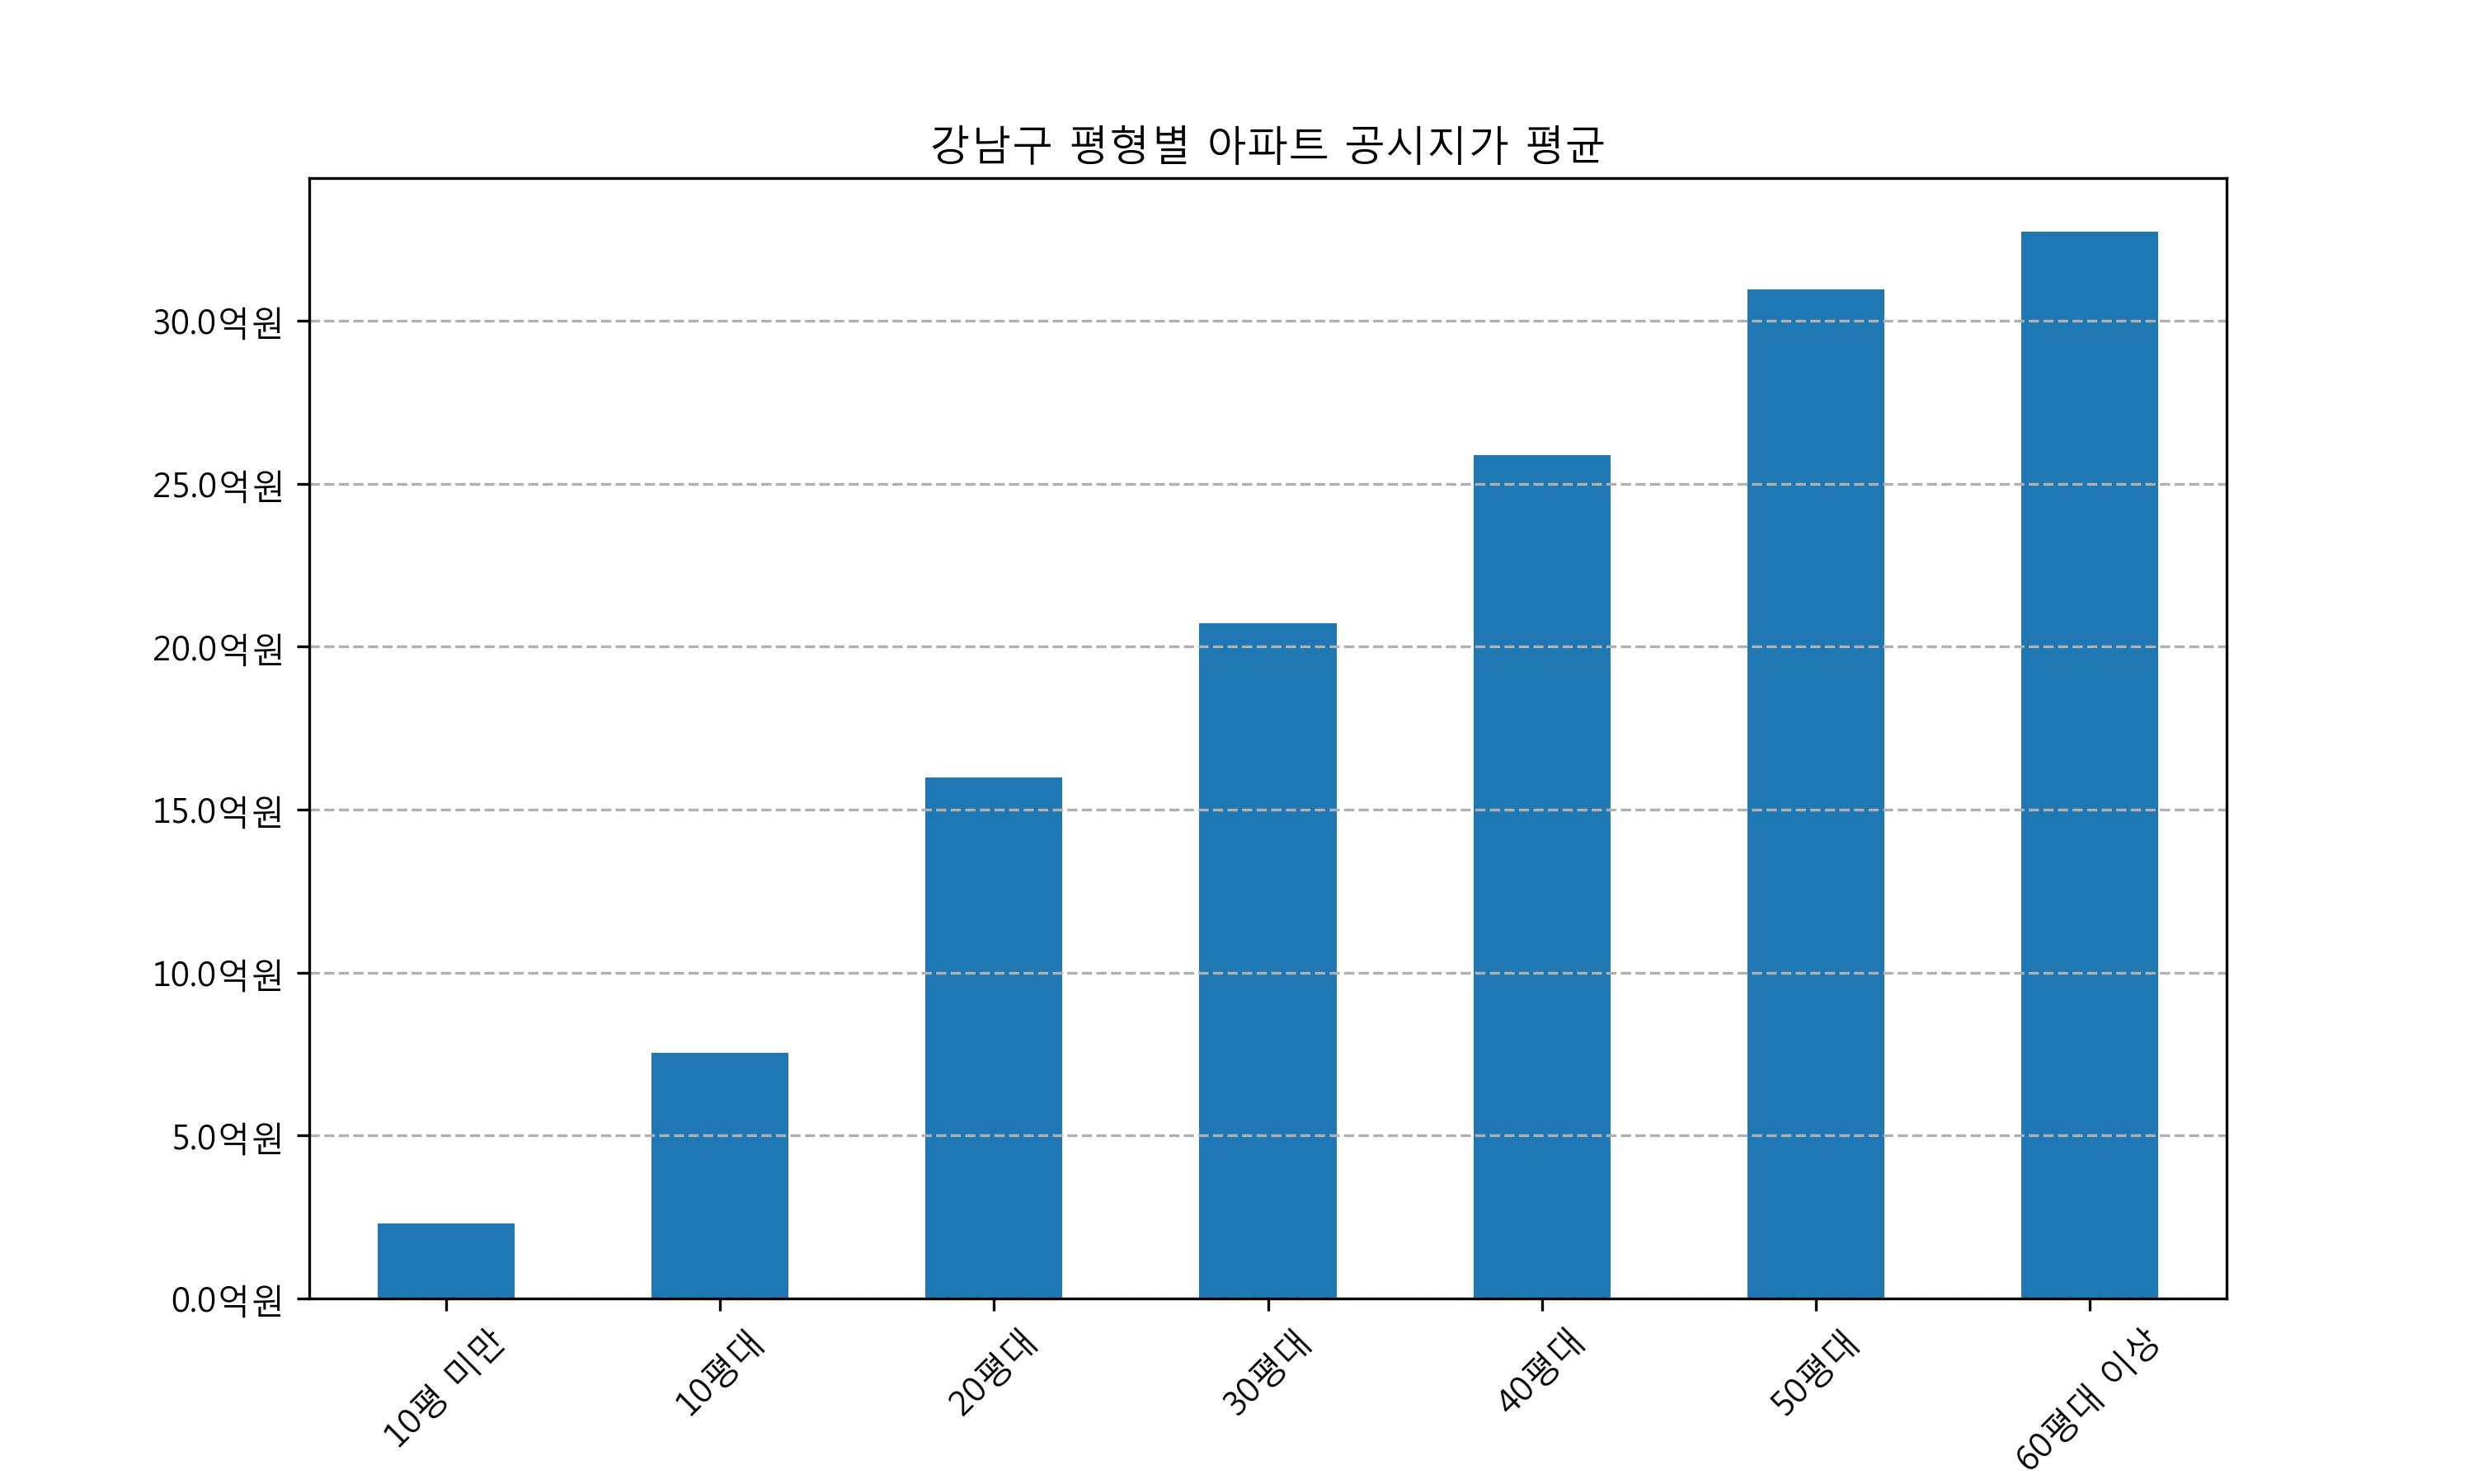 강남구 평형별 아파트 공시지가 평균
30.0억원
25.0억원
20.0억원
15.0억원
10.0억원
5.0억원
0.0억원
10평 미만
10평대
20평대
30평대
40평대
50평대
60평대 이상